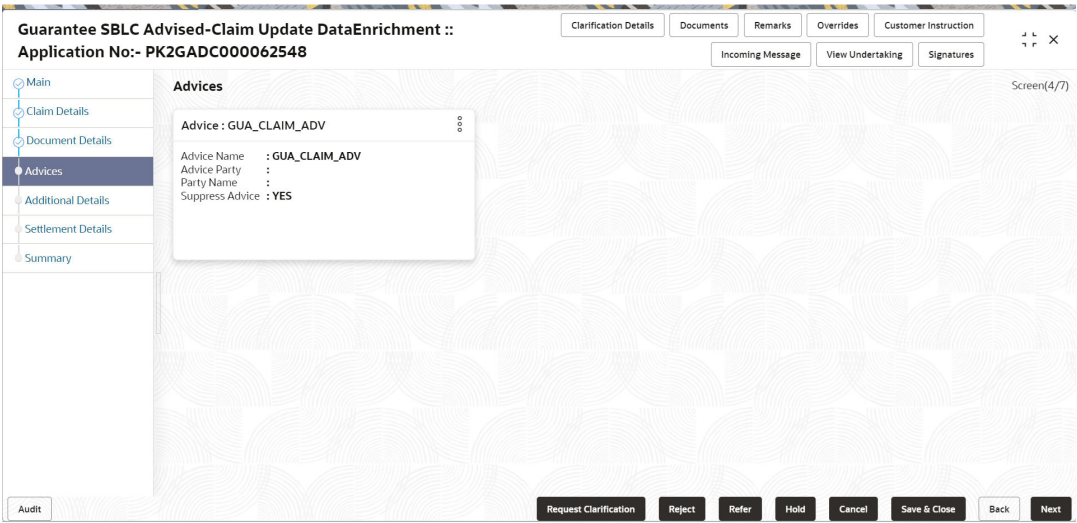 Guarantee SBLC Advised-Claim Update DataEnrichment ::
Application No:- PK2GADC000062548
Clarification Details
Documents
Remarks
Overrides
Customer Instruction
Incoming Message
View Undertaking
Signatures
Main
Claim Details
Document Details
Advices
Additional Details
Settlement Details
Summary
Advices
Screen(4/7)
Advice : GUA_CLAIM_ADV
Advice Name : GUA_CLAIM_ADV
Advice Party :
Party Name :
Suppress Advice : YES
Audit
Request Clarification
Reject
Refer
Hold
Cancel
Save & Close
Back
Next